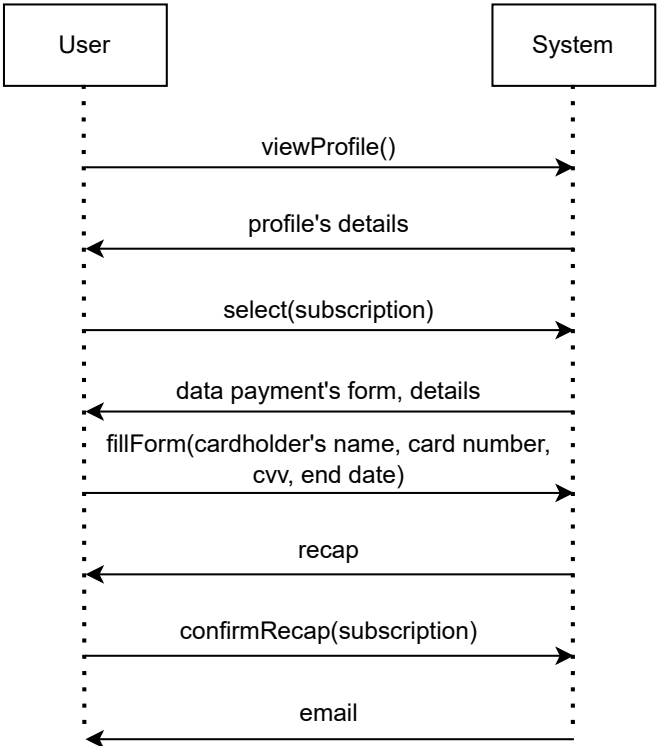 User
System
viewProfile()
profile's details
select(subscription)
data payment's form, details
fillForm(cardholder's name, card number,
cvv, end date)
recap
confirmRecap(subscription)
email